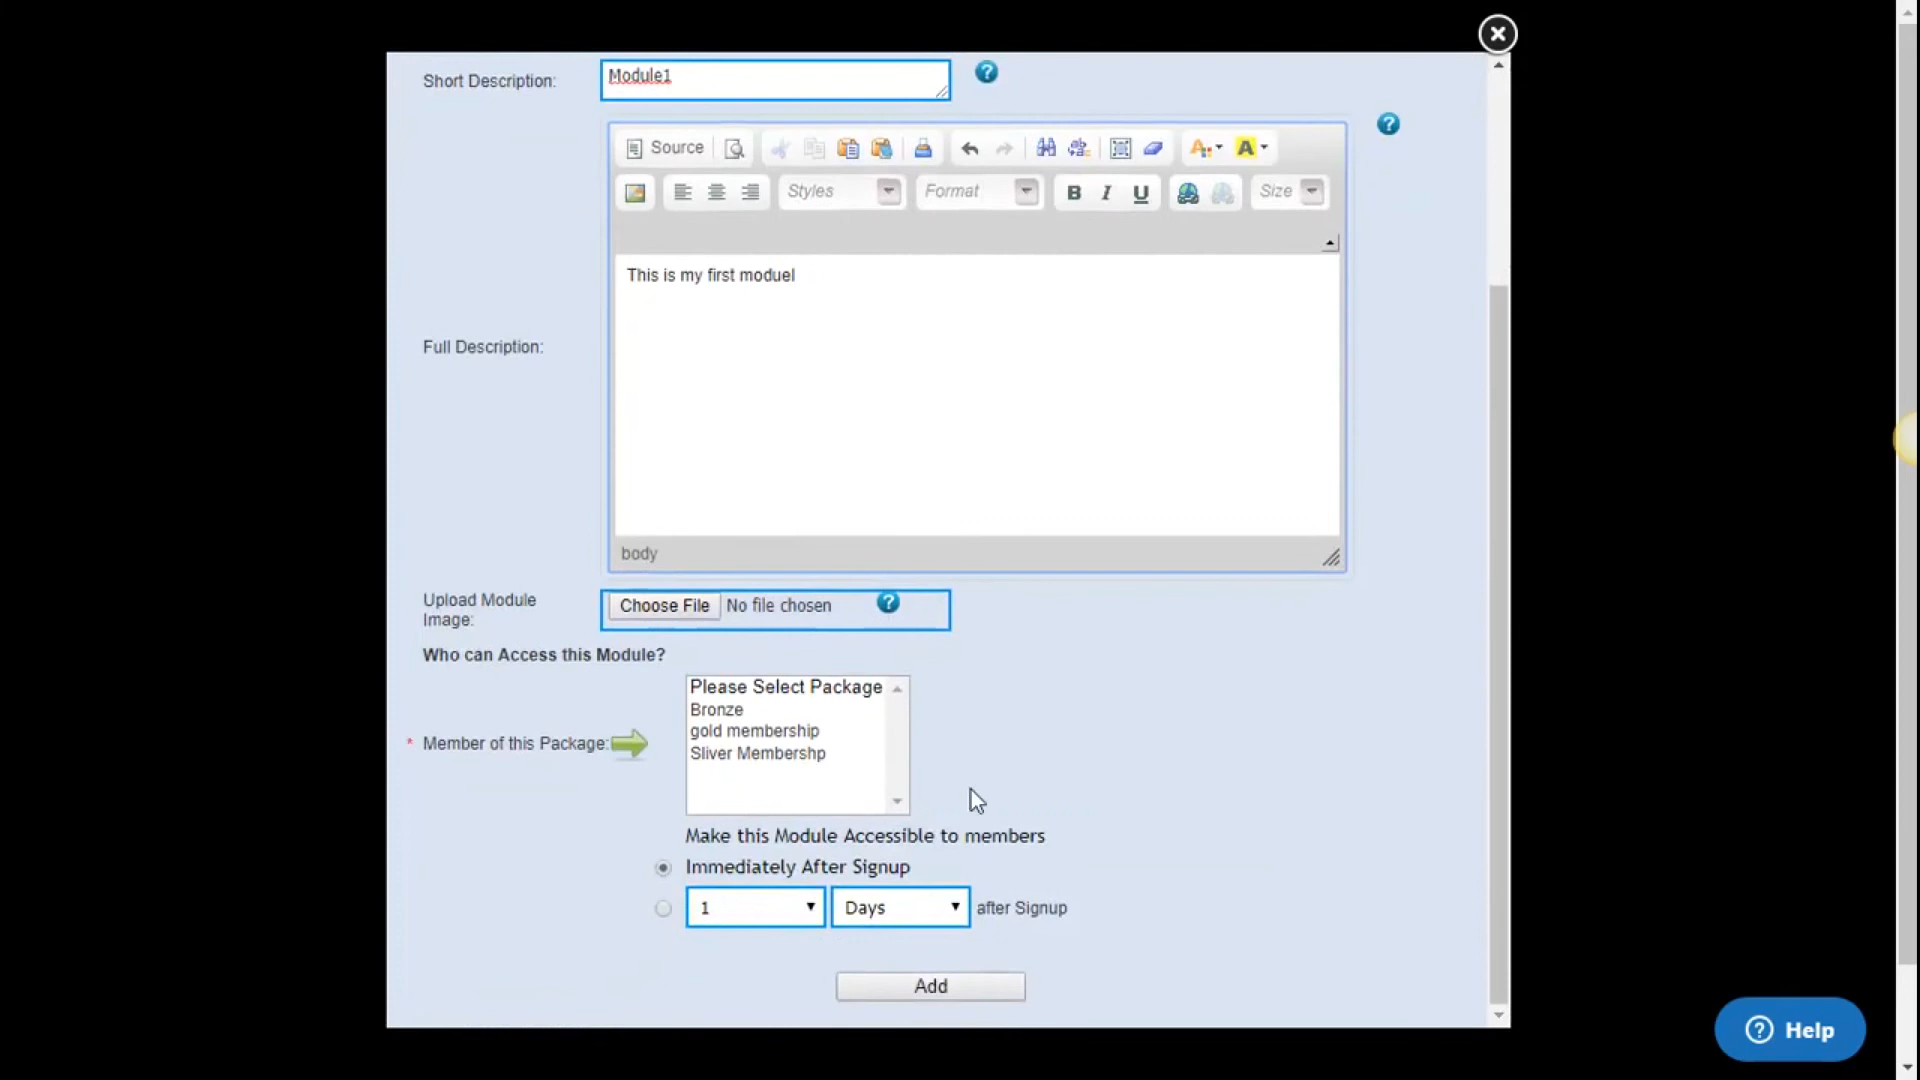 Short Description:
Module1
Source
Styles
Format
B I U
Size
This is my first moduel
Full Description:
body
Upload Module
Image:
Choose File No file chosen
Who can Access this Module?
Please Select Package
Bronze
gold membership
Sliver Membershp
* Member of this Package:
Make this Module Accessible to members
Immediately After Signup
1 Days after Signup
Add
Help